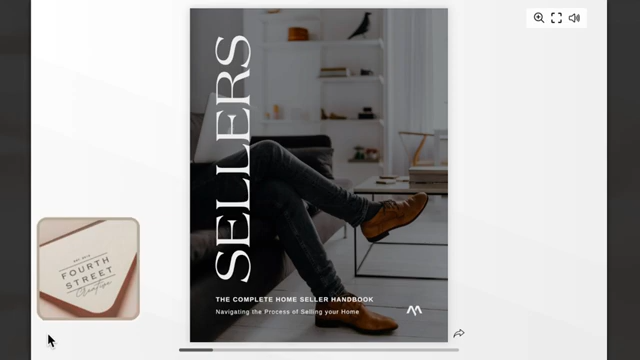 SELLERS
THE COMPLETE HOME SELLER HANDBOOK
Navigating the Process of Selling your Home
FOURTH
STREET